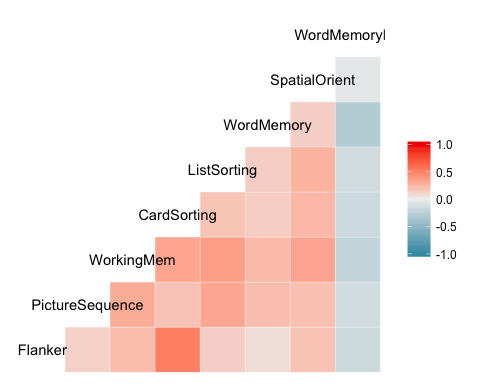 WordMemoryI
SpatialOrient
WordMemory
ListSorting
CardSorting
WorkingMem
PictureSequence
Flanker
1.0
0.5
0.0
-0.5
-1.0